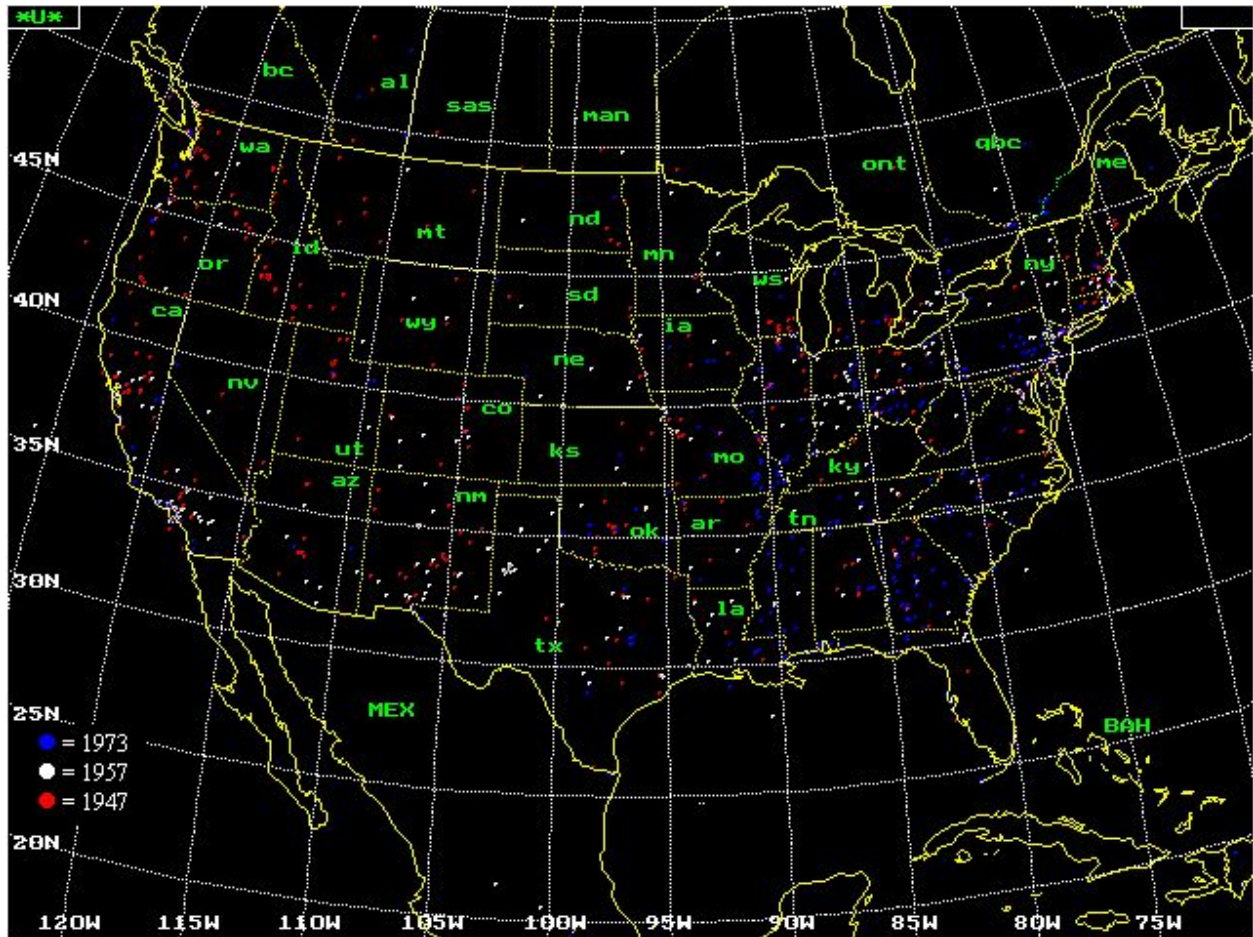 *U*
bc
al
sas
man
ont
qbc
me
45N
wa
mt
nd
mn
ws
ny
id
or
40N
ca
wy
sd
ia
nv
ne
co
35N
ut
az
ks
mo
ky
nm
ok
ar
tn
30N
la
tx
25N
MEX
BAH
= 1973
= 1957
= 1947
20N
120W 115W 110W 105W 100W 95W 90W 85W 80W 75W